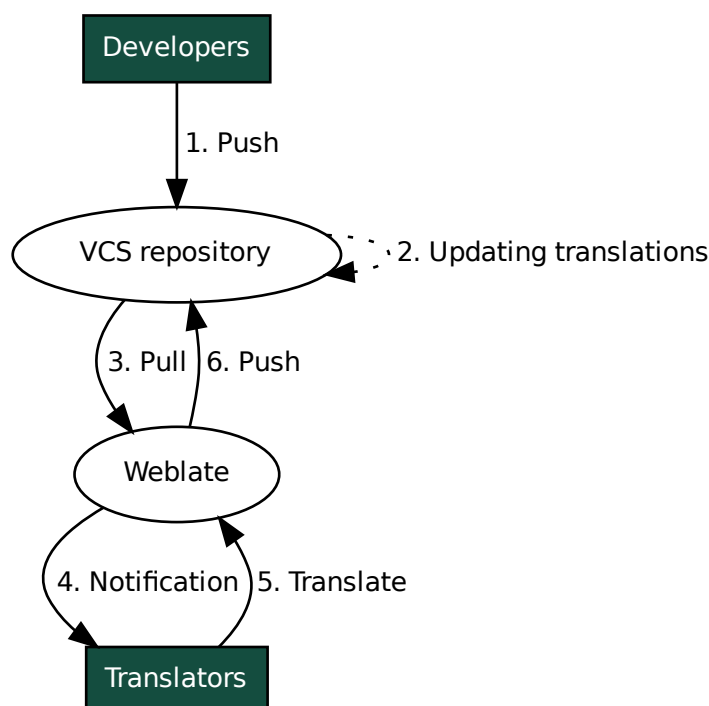 Developers
1. Push
VCS repository
2. Updating translations
3. Pull
6. Push
Weblate
4. Notification
5. Translate
Translators